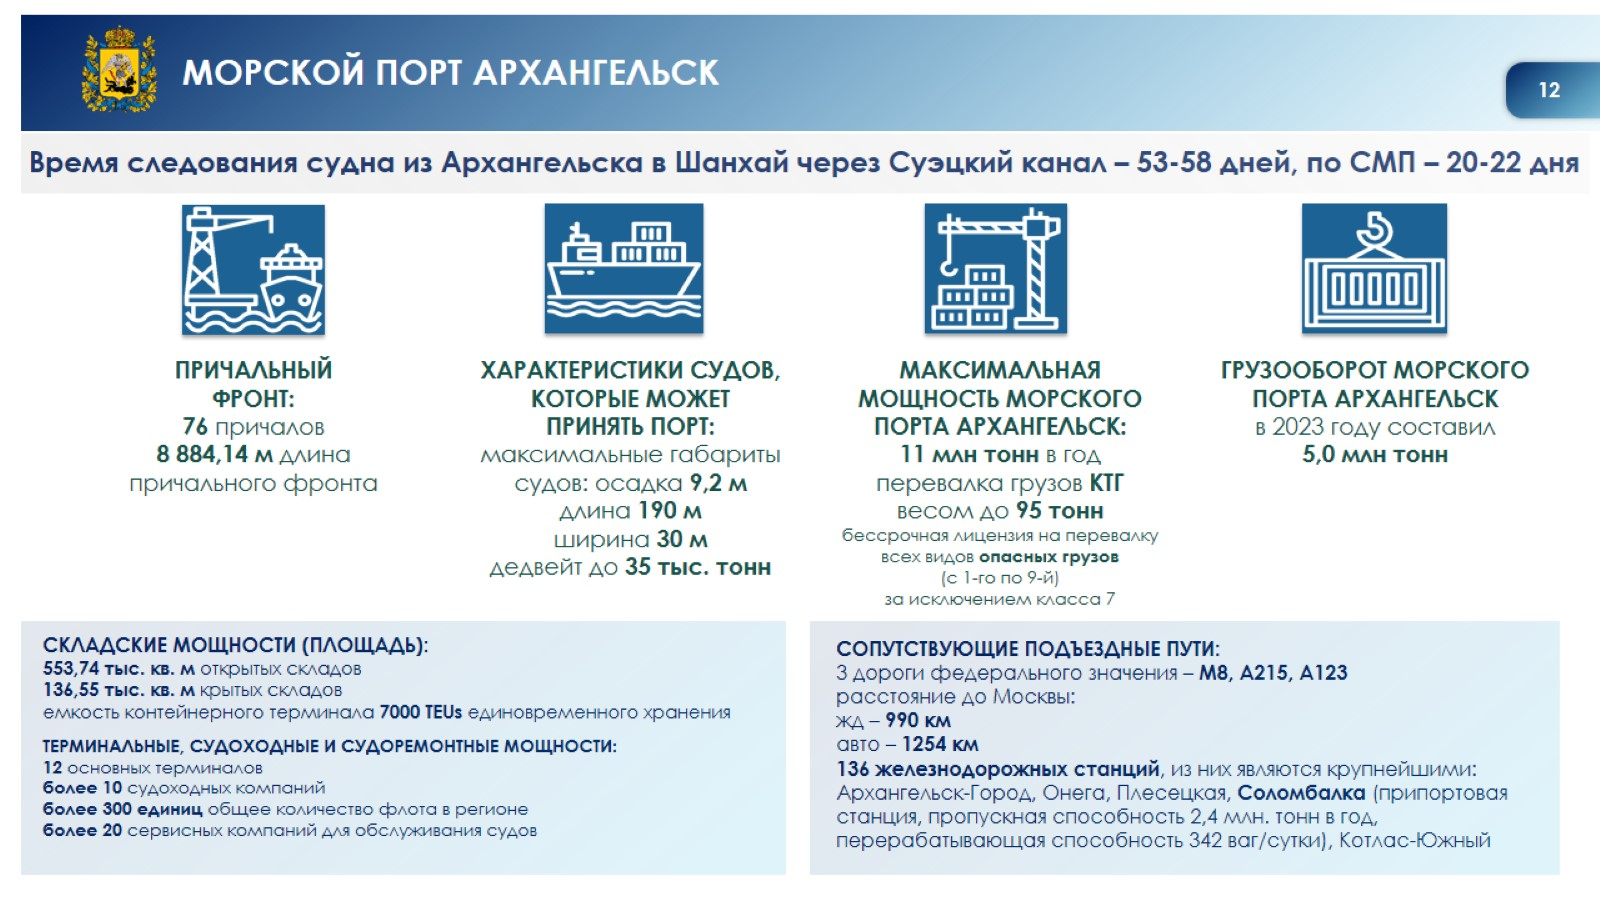 МОРСКОЙ ПОРТ АРХАНГЕЛЬСК
12
Время следования судна из Архангельска в Шанхай через Суэцкий канал – 53-58 дней, по СМП – 20-22 дня
ПРИЧАЛЬНЫЙ
ФРОНТ:
76 причалов
8 884,14 м длина
причального фронта
ХАРАКТЕРИСТИКИ СУДОВ,
КОТОРЫЕ МОЖЕТ
ПРИНЯТЬ ПОРТ:
максимальные габариты
судов: осадка 9,2 м
длина 190 м
ширина 30 м
дедвейт до 35 тыс. тонн
МАКСИМАЛЬНАЯ
МОЩНОСТЬ МОРСКОГО
ПОРТА АРХАНГЕЛЬСК:
11 млн тонн в год
перевалка грузов КТГ
весом до 95 тонн
бессрочная лицензия на перевалку
всех видов опасных грузов
(с 1-го по 9-й)
за исключением класса 7
ГРУЗООБОРОТ МОРСКОГО
ПОРТА АРХАНГЕЛЬСК
в 2023 году составил
5,0 млн тонн
СКЛАДСКИЕ МОЩНОСТИ (ПЛОЩАДЬ):
553,74 тыс. кв. м открытых складов
136,55 тыс. кв. м крытых складов
емкость контейнерного терминала 7000 TEUs единовременного хранения
ТЕРМИНАЛЬНЫЕ, СУДОХОДНЫЕ И СУДОРЕМОНТНЫЕ МОЩНОСТИ:
12 основных терминалов
более 10 судоходных компаний
более 300 единиц общее количество флота в регионе
более 20 сервисных компаний для обслуживания судов
СОПУТСТВУЮЩИЕ ПОДЪЕЗДНЫЕ ПУТИ:
3 дороги федерального значения – М8, А215, А123
расстояние до Москвы:
жд – 990 км
авто – 1254 км
136 железнодорожных станций, из них являются крупнейшими:
Архангельск-Город, Онега, Плесецкая, Соломбалка (припортовая
станция, пропускная способность 2,4 млн. тонн в год,
перерабатывающая способность 342 ваг/сутки), Котлас-Южный